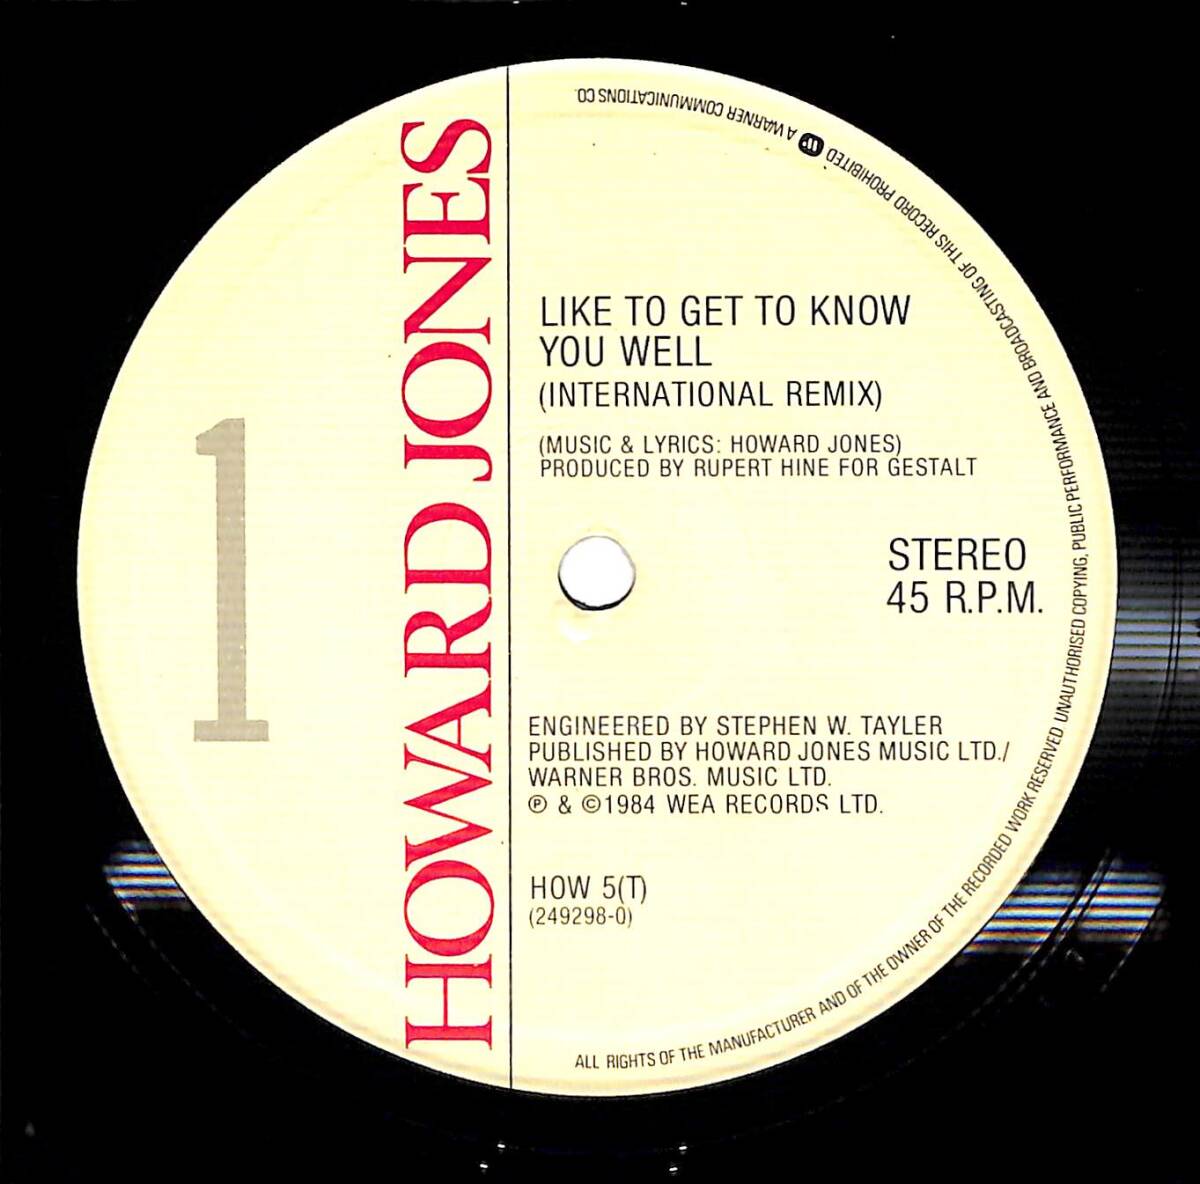 HOWARD JONES
1
LIKE TO GET TO KNOW
YOU WELL
(INTERNATIONAL REMIX)
(MUSIC & LYRICS: HOWARD JONES)
PRODUCED BY RUPERT HINE FOR GESTALT
STEREO
45 R.P.M.
ENGINEERED BY STEPHEN W. TAYLER
PUBLISHED BY HOWARD JONES MUSIC LTD./
WARNER BROS. MUSIC LTD.
℗ & ©1984 WEA RECORDS LTD.
HOW 5(T)
(249298-0)
ALL RIGHTS OF THE MANUFACTURER AND OF THE OWNER OF THE RECORDED WORK RESERVED UNAUTHORISED COPYING, PUBLIC PERFORMANCE AND BROADCASTING OF THIS RECORD PROHIBITED A WARNER COMMUNICATIONS CO.